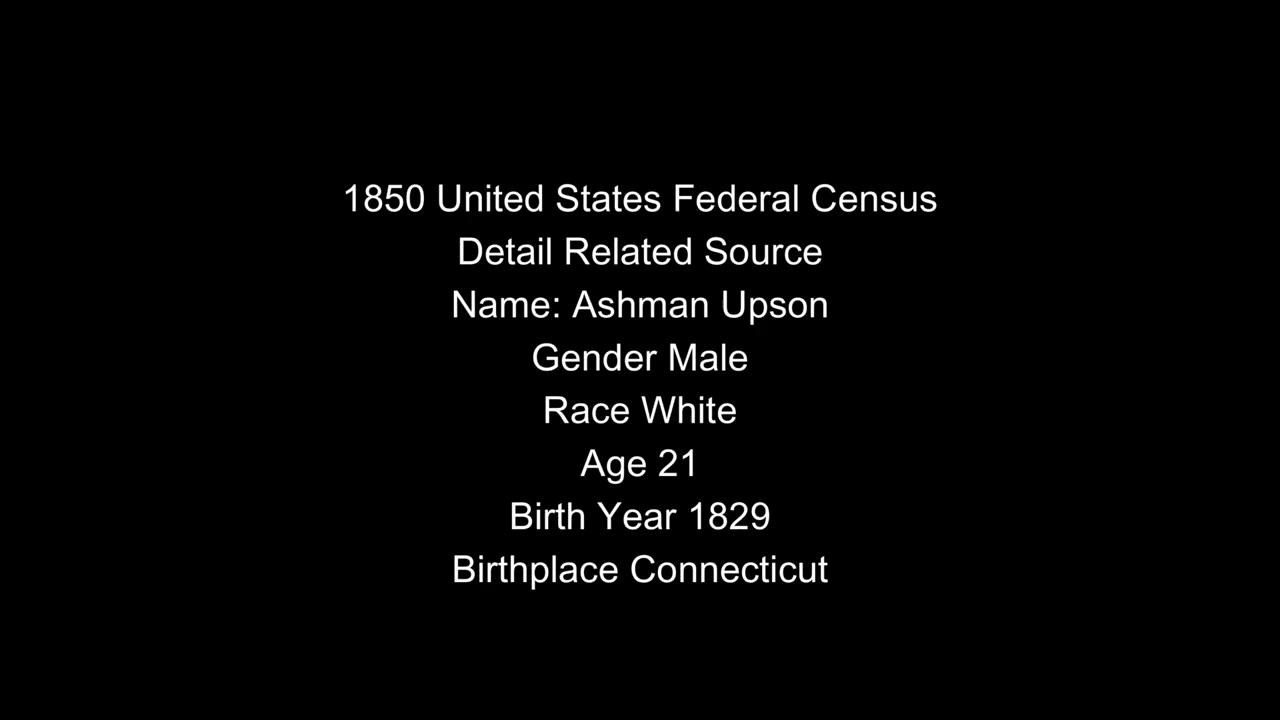 1850 United States Federal Census
Detail Related Source
Name: Ashman Upson
Gender Male
Race White
Age 21
Birth Year 1829
Birthplace Connecticut